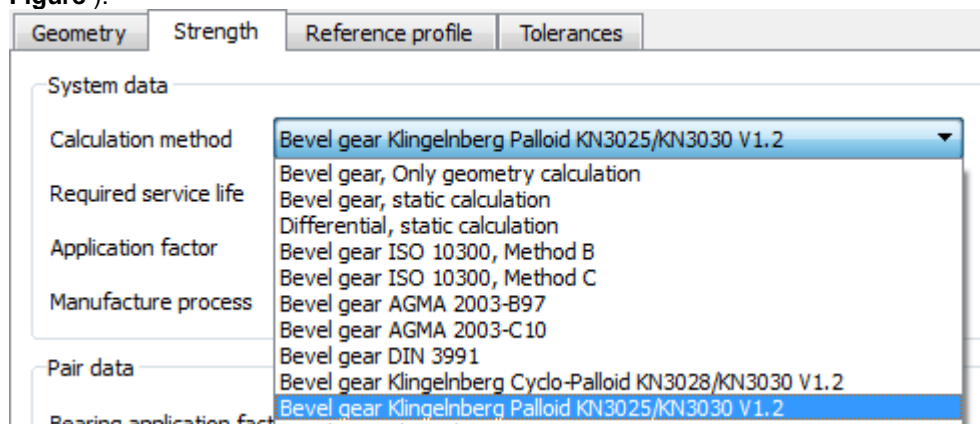 Figure ).
Geometry Strength Reference profile Tolerances
System data
Calculation method Bevel gear Klingelnberg Palloid KN3025/KN3030 V1.2
Bevel gear, Only geometry calculation
Required service life Bevel gear, static calculation
Differential, static calculation
Application factor Bevel gear ISO 10300, Method B
Bevel gear ISO 10300, Method C
Manufacture process Bevel gear AGMA 2003-B97
Bevel gear AGMA 2003-C10
Pair data Bevel gear DIN 3991
Bevel gear Klingelnberg Cyclo-Palloid KN3028/KN3030 V1.2
Bearing application fact Bevel gear Klingelnberg Palloid KN3025/KN3030 V1.2